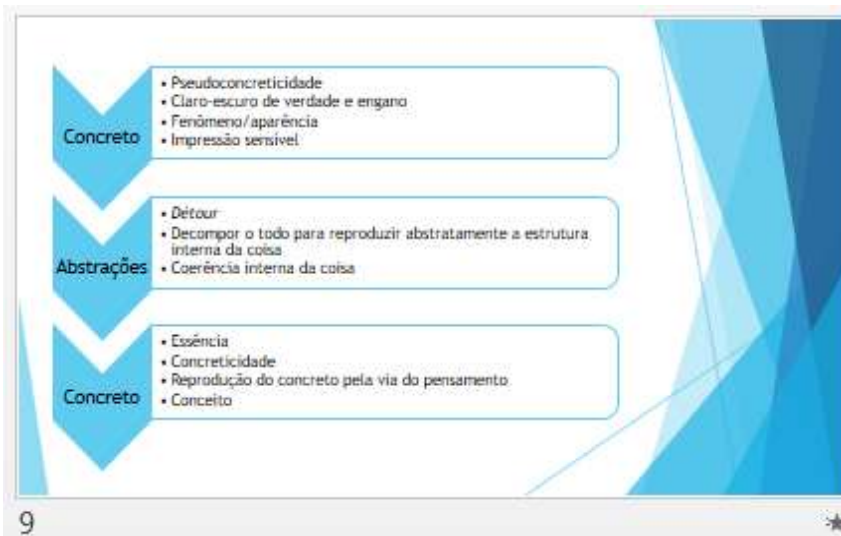 Concreto
• Pseudoconcreticidade
• Claro-escuro de verdade e engano
• Fenômeno/aparência
• Impressão sensível
Abstrações
• Détour
• Decompor o todo para reproduzir abstratamente a estrutura
interna da coisa
• Coerência interna da coisa
Concreto
• Essência
• Concreticidade
• Reprodução do concreto pela via do pensamento
• Conceito
9